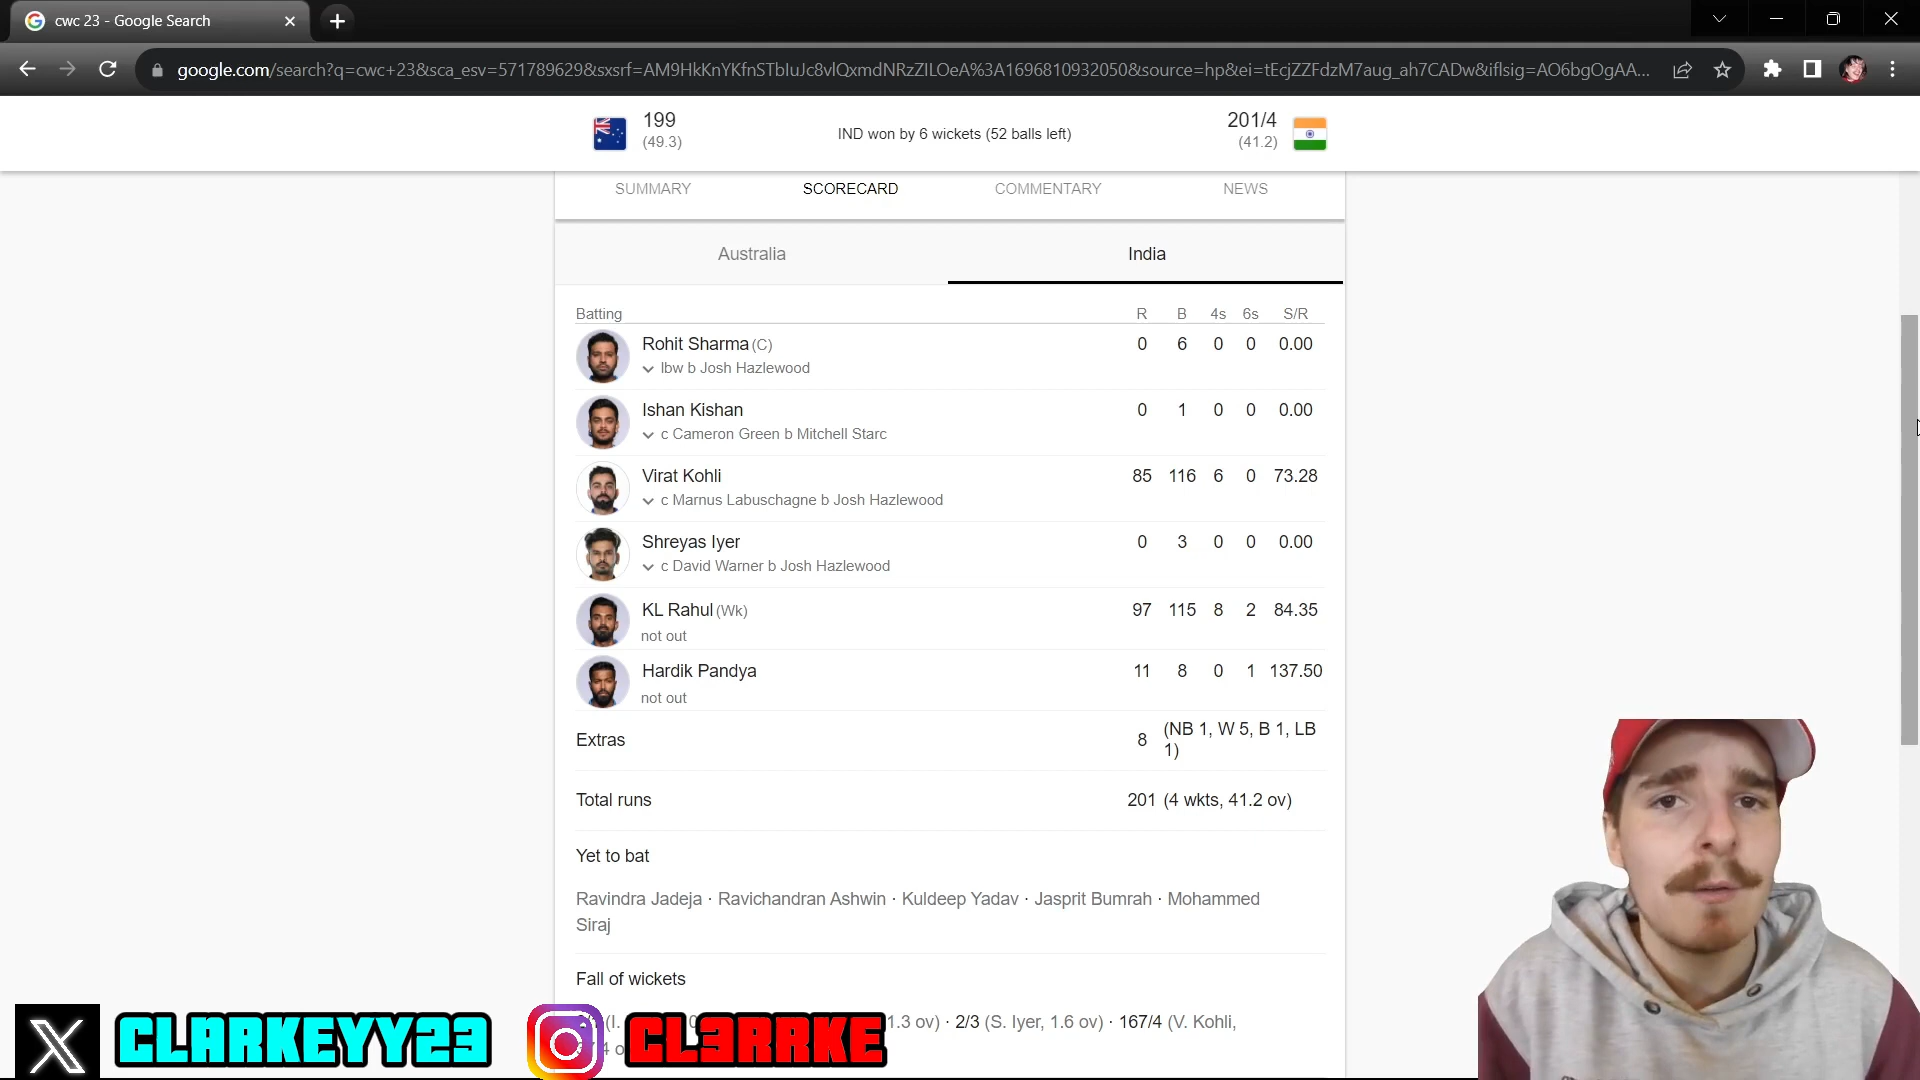 cwc 23 - Google Search
google.com/search?q=cwc+23&sca_esv=571789629&sxsrf=AM9HkKnYKfnSTbIuJc8vlQxmdNRzZILOeA%3A1696810932050&source=hp&ei=tEcjZZFdzM7aug_ah7CADw&iflsig=AO6bgOgAA...
199
201/4
(49.3)
IND won by 6 wickets (52 balls left)
(41.2)
SUMMARY SCORECARD COMMENTARY NEWS
Australia India
Batting R B 4s 6s S/R
Rohit Sharma (C) 0 6 0 0 0.00
lbw b Josh Hazlewood
Ishan Kishan 0 1 0 0 0.00
c Cameron Green b Mitchell Starc
Virat Kohli 85 116 6 0 73.28
c Marnus Labuschagne b Josh Hazlewood
Shreyas Iyer 0 3 0 0 0.00
c David Warner b Josh Hazlewood
KL Rahul (Wk) 97 115 8 2 84.35
not out
Hardik Pandya 11 8 0 1 137.50
not out
Extras 8 (NB 1, W 5, B 1, LB
1)
Total runs 201 (4 wkts, 41.2 ov)
Yet to bat
Ravindra Jadeja · Ravichandran Ashwin · Kuldeep Yadav · Jasprit Bumrah · Mohammed
Siraj
Fall of wickets
(I. 1.3 ov) · 2/3 (S. Iyer, 1.6 ov) · 167/4 (V. Kohli,
CLARKEYY23 CL3RRKE